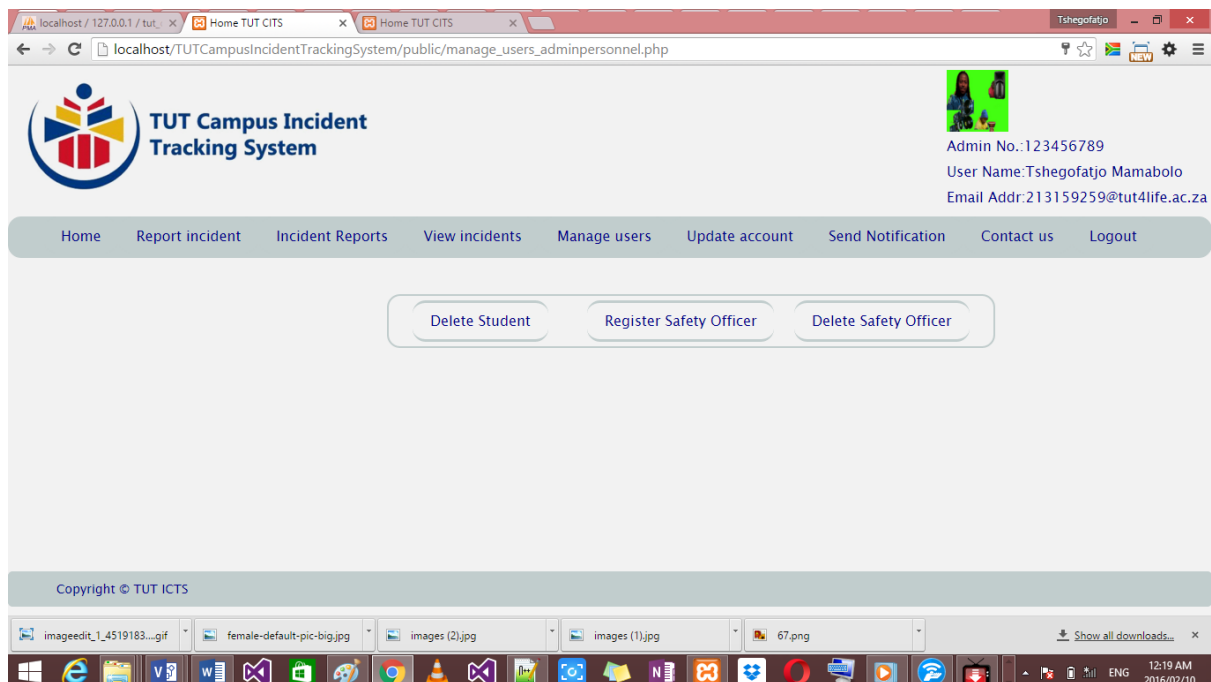 localhost / 127.0.0.1 / tut_
Home TUT CITS
Home TUT CITS
Tshegofatjo
localhost/TUTCampusIncidentTrackingSystem/public/manage_users_adminpersonnel.php
NEW
TUT Campus Incident
Tracking System
Admin No.:123456789
User Name:Tshegofatjo Mamabolo
Email Addr:213159259@tut4life.ac.za
Home Report incident Incident Reports View incidents Manage users Update account Send Notification Contact us Logout
Delete Student Register Safety Officer Delete Safety Officer
Copyright © TUT ICTS
imageedit_1_4519183....gif female-default-pic-big.jpg images (2).jpg images (1).jpg 67.png Show all downloads...
ENG 12:19 AM
2016/02/10